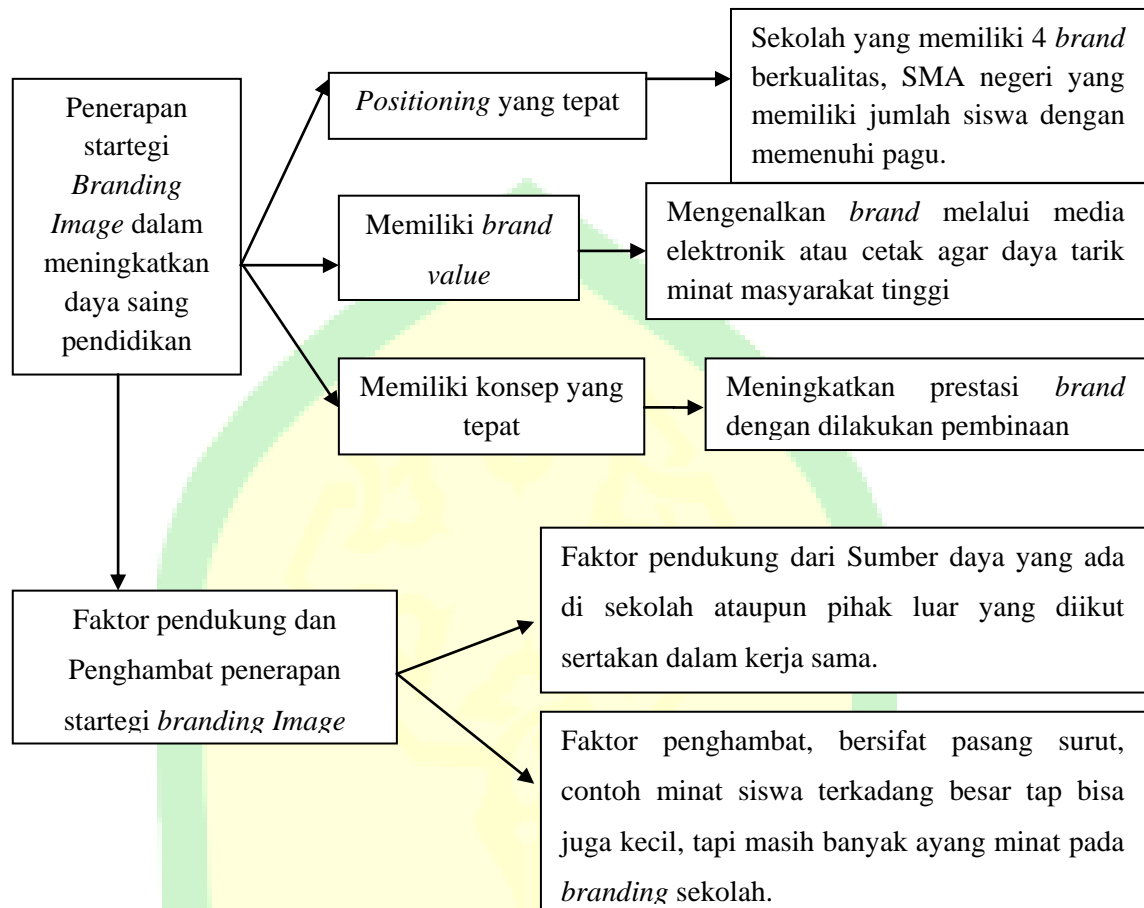 Penerapan
startegi
Branding
Image dalam
meningkatkan
daya saing
pendidikan
Positioning yang tepat
Sekolah yang memiliki 4 brand
berkualitas, SMA negeri yang
memiliki jumlah siswa dengan
memenuhi pagu.
Memiliki brand
value
Mengenalkan brand melalui media
elektronik atau cetak agar daya tarik
minat masyarakat tinggi
Memiliki konsep yang
tepat
Meningkatkan prestasi brand
dengan dilakukan pembinaan
Faktor pendukung dan
Penghambat penerapan
startegi branding Image
Faktor pendukung dari Sumber daya yang ada
di sekolah ataupun pihak luar yang diikut
sertakan dalam kerja sama.
Faktor penghambat, bersifat pasang surut,
contoh minat siswa terkadang besar tap bisa
juga kecil, tapi masih banyak ayang minat pada
branding sekolah.